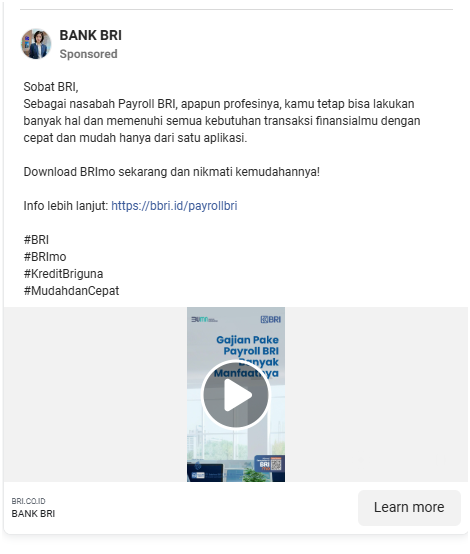 BANK BRI
Sponsored
Sobat BRI,
Sebagai nasabah Payroll BRI, apapun profesinya, kamu tetap bisa lakukan
banyak hal dan memenuhi semua kebutuhan transaksi finansialmu dengan
cepat dan mudah hanya dari satu aplikasi.
Download BRImo sekarang dan nikmati kemudahannya!
Info lebih lanjut: https://bbri.id/payrollbri
#BRI
#BRImo
#KreditBriguna
#MudahdanCepat
BRI
Gajian Pake
Payroll BRI
Banyak
Manfaatnya
BRI
BRI.CO.ID
BANK BRI
Learn more